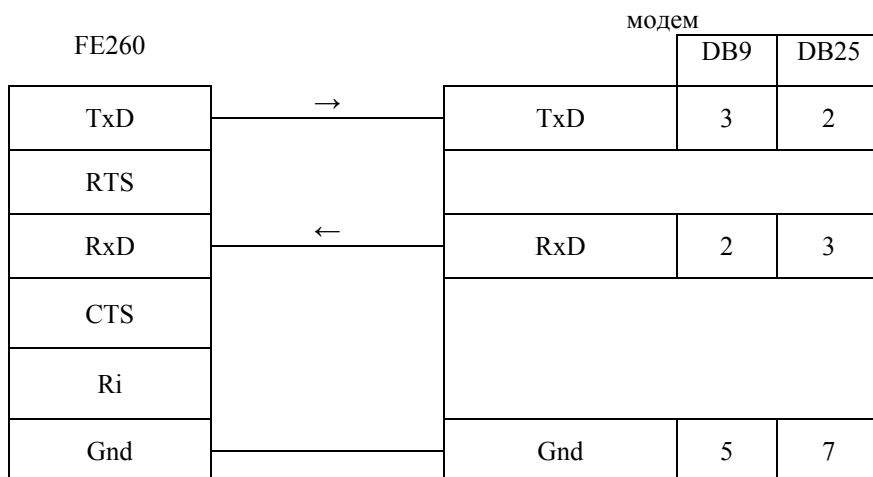 модем
FE260 DB9 DB25
TxD → TxD 3 2
RTS
RxD ← RxD 2 3
CTS
Ri
Gnd Gnd 5 7